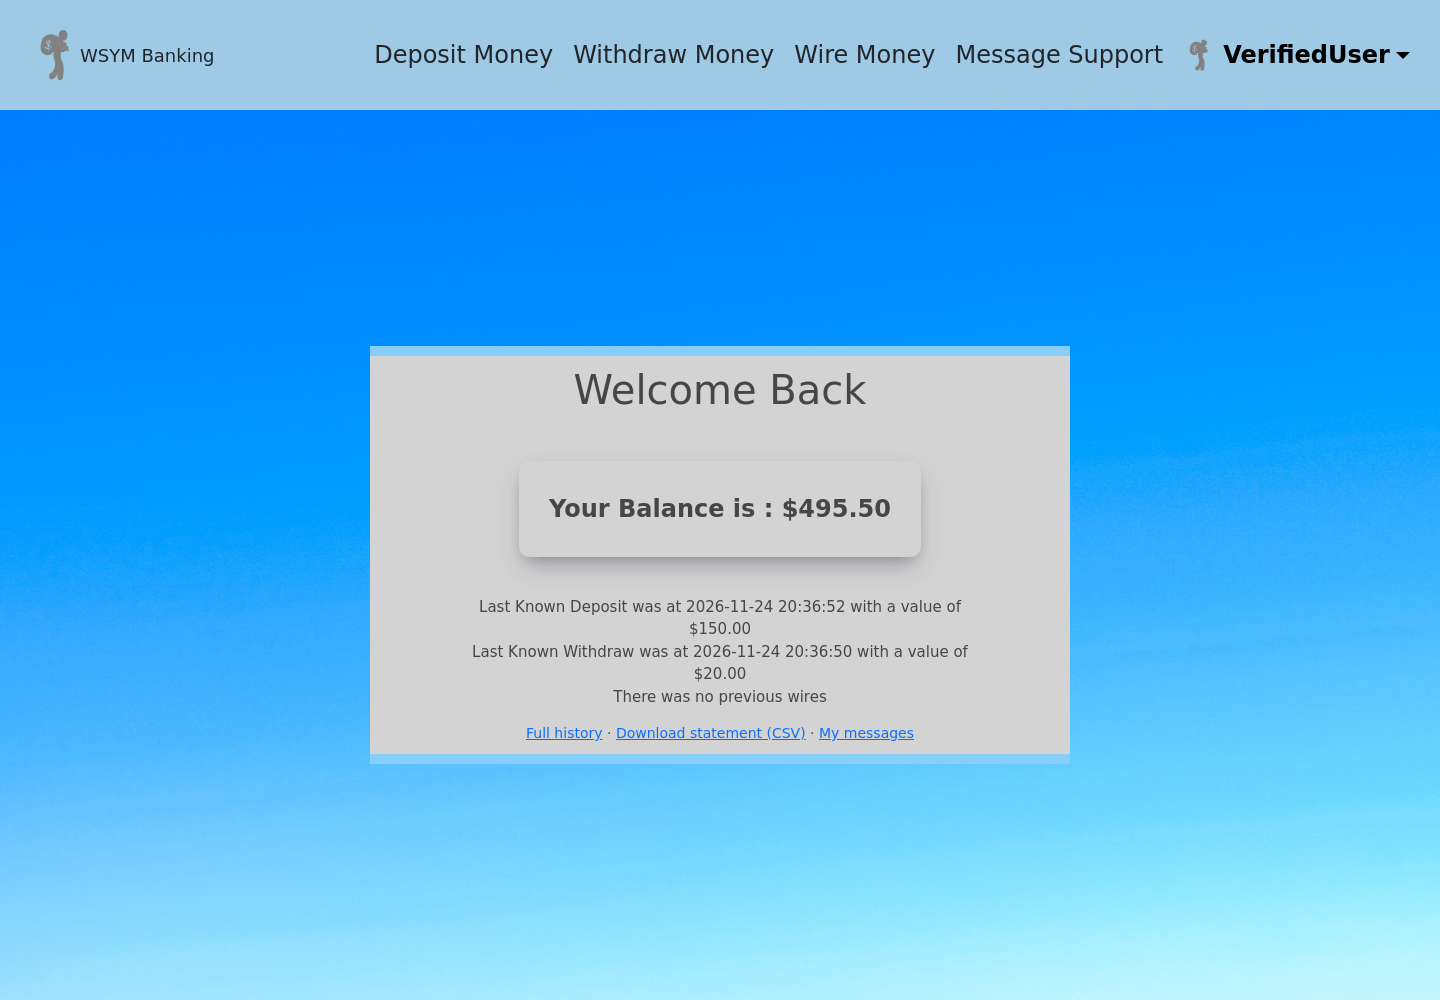 WSYM Banking
Deposit Money
Withdraw Money
Wire Money
Message Support
VerifiedUser
Welcome Back
Your Balance is : $495.50
Last Known Deposit was at 2026-11-24 20:36:52 with a value of
$150.00
Last Known Withdraw was at 2026-11-24 20:36:50 with a value of
$20.00
There was no previous wires
Full history · Download statement (CSV) · My messages